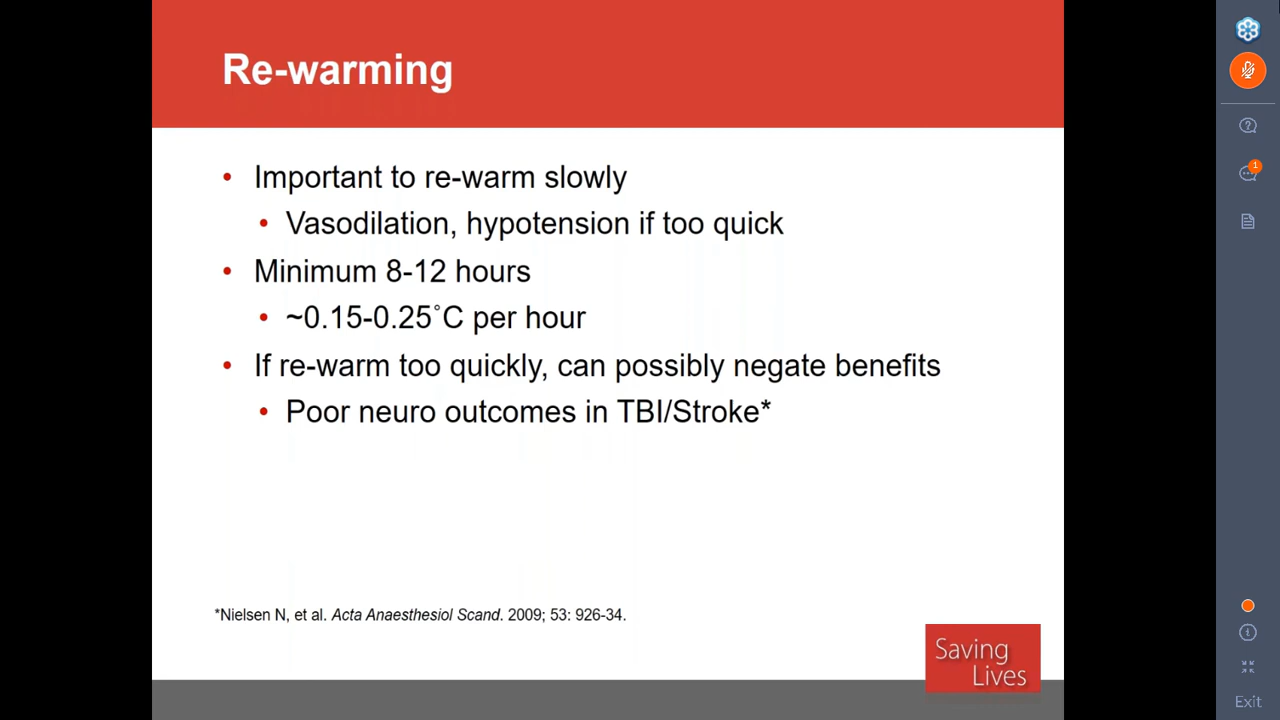 Re-warming
• Important to re-warm slowly
• Vasodilation, hypotension if too quick
• Minimum 8-12 hours
• ~0.15-0.25˚C per hour
• If re-warm too quickly, can possibly negate benefits
• Poor neuro outcomes in TBI/Stroke*
*Nielsen N, et al. Acta Anaesthesiol Scand. 2009; 53: 926-34.
Saving
Lives
1
Exit